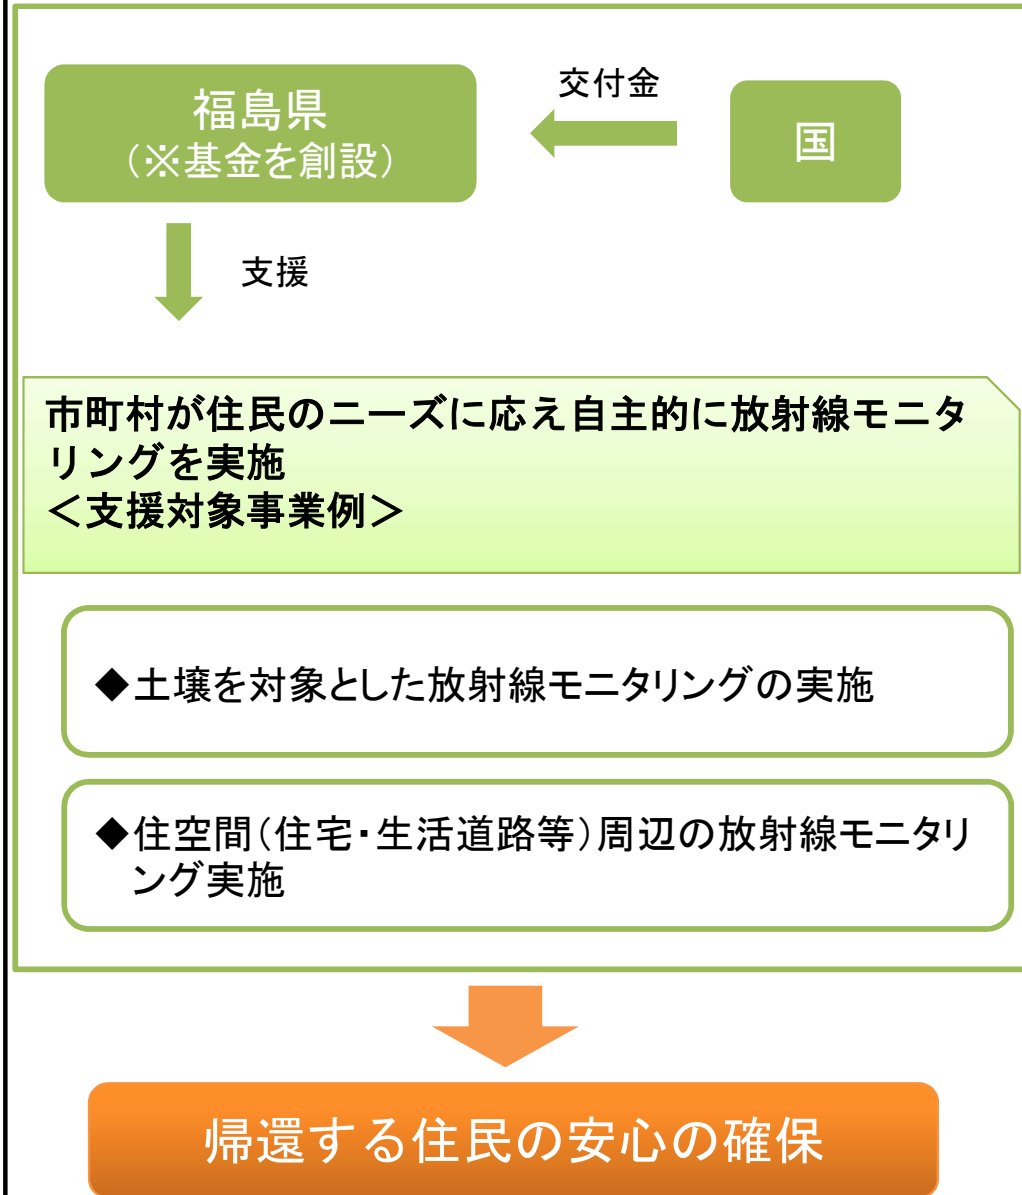 福島県
（※基金を創設）
交付金
国
支援
市町村が住民のニーズに応え自主的に放射線モニタ
リングを実施
＜支援対象事業例＞
◆土壌を対象とした放射線モニタリングの実施
◆住空間（住宅・生活道路等）周辺の放射線モニタリ
ング実施
帰還する住民の安心の確保